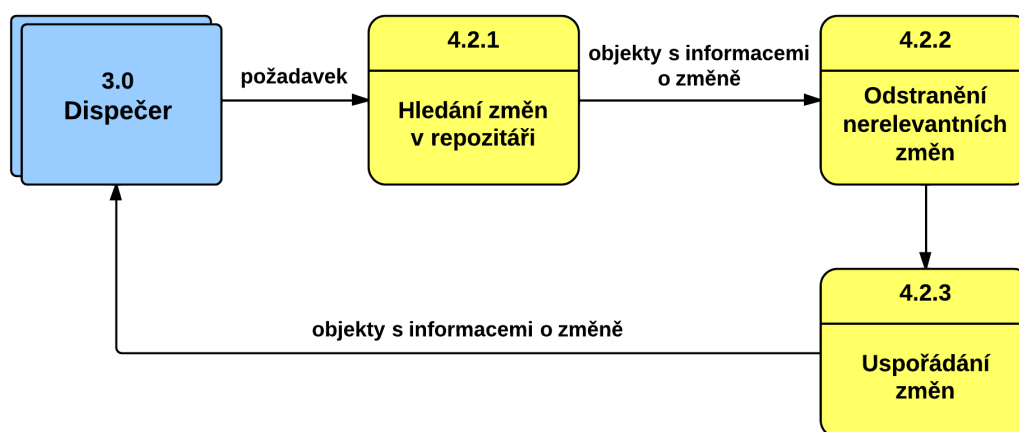 3.0
Dispečer
požadavek
4.2.1
Hledání změn
v repozitáři
objekty s informacemi
o změně
4.2.2
Odstranění
nerelevantních
změn
4.2.3
Uspořádání
změn
objekty s informacemi o změně